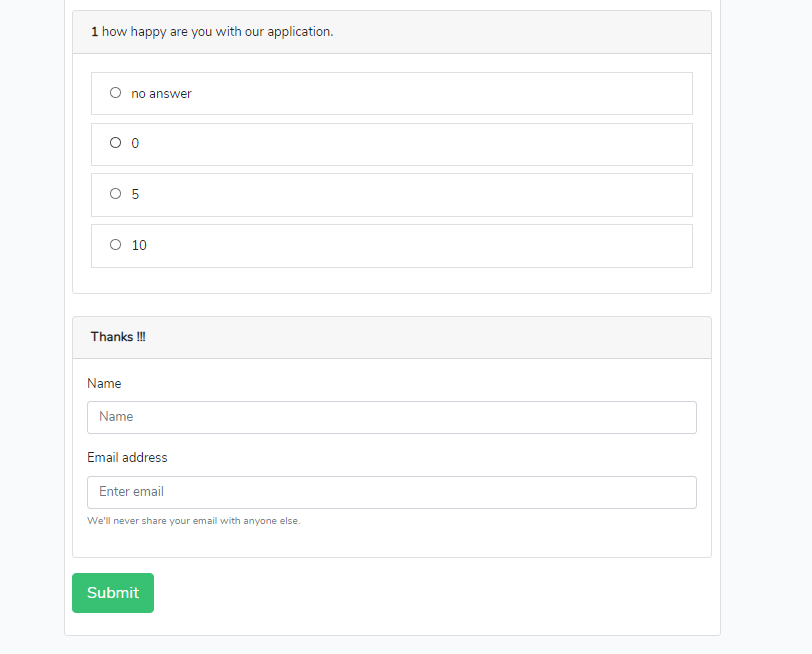 1 how happy are you with our application.
no answer
0
5
10
Thanks !!!
Name
Name
Email address
Enter email
We'll never share your email with anyone else.
Submit